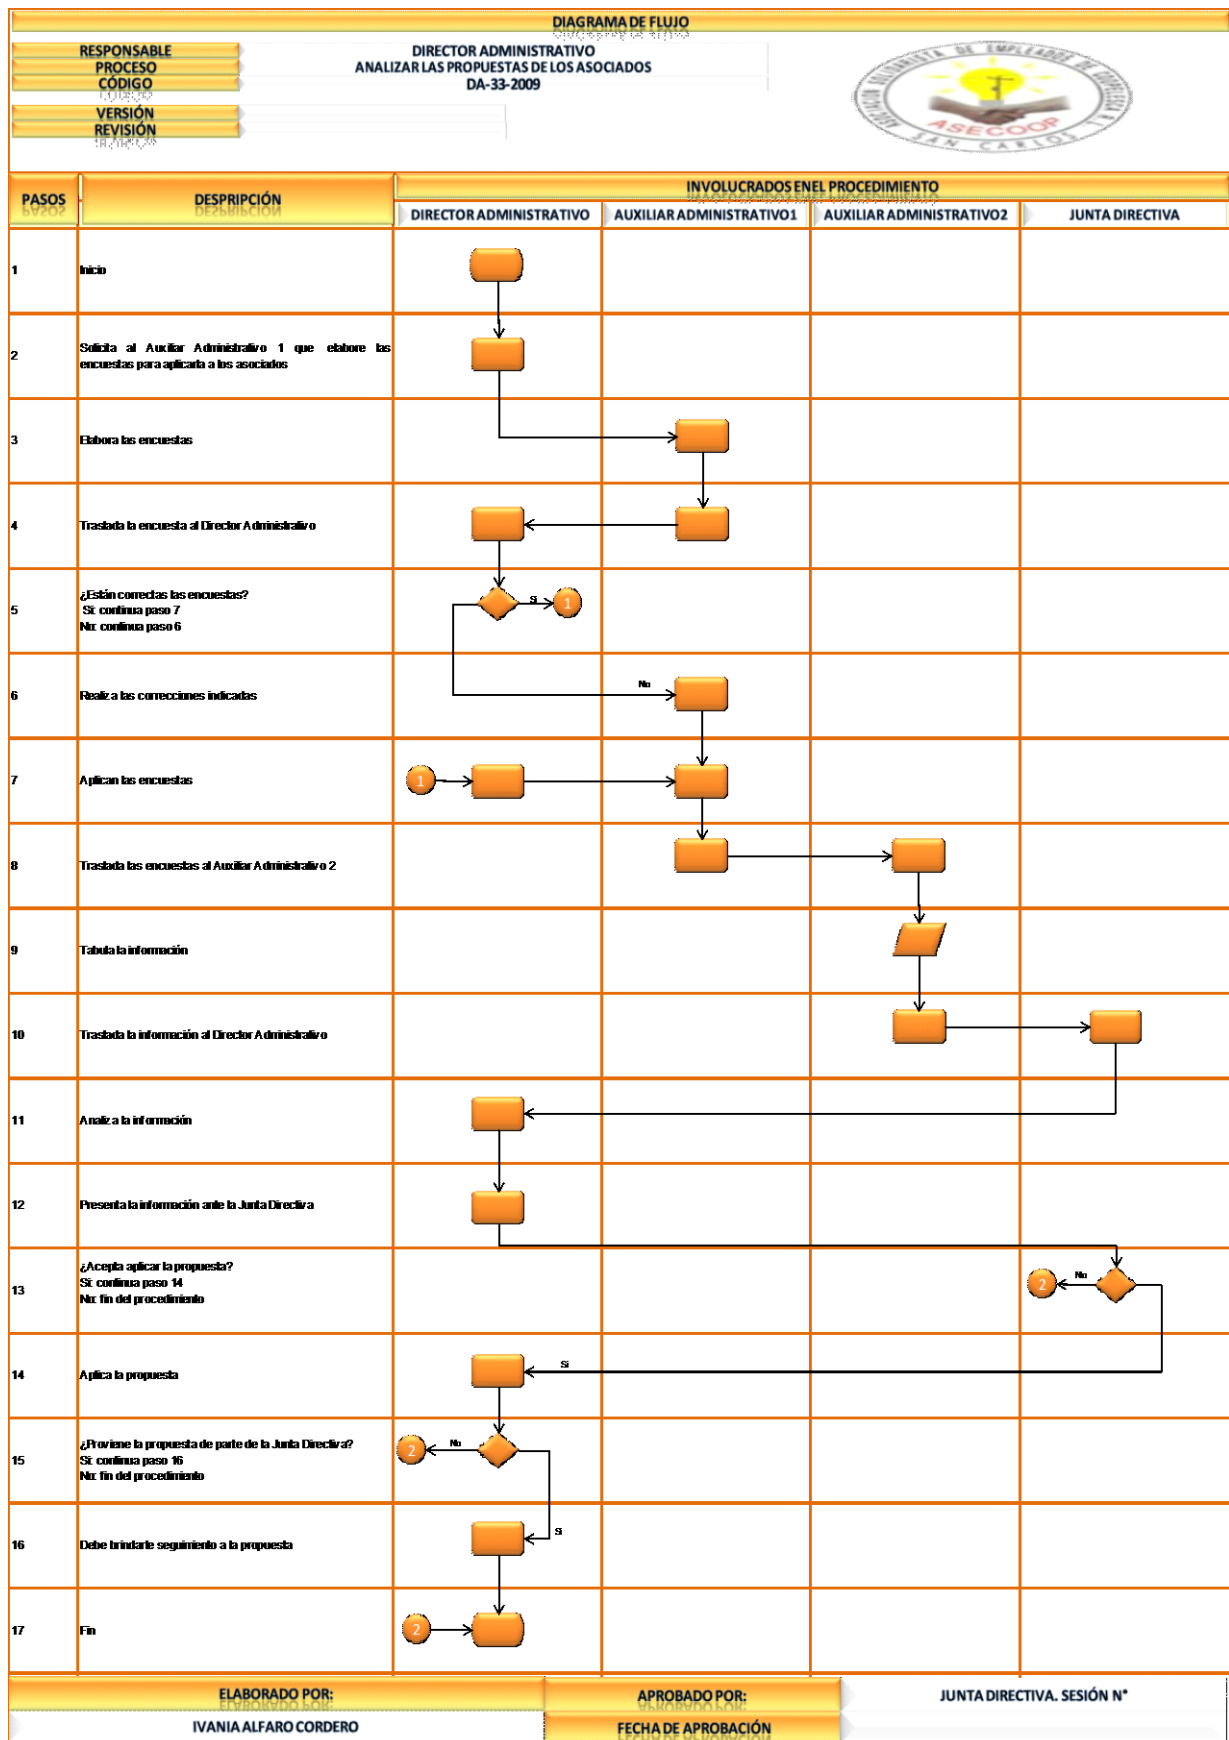 DIAGRAMA DE FLUJO
RESPONSABLE
DIRECTOR ADMINISTRATIVO
PROCESO
ANALIZAR LAS PROPUESTAS DE LOS ASOCIADOS
CÓDIGO
DA-33-2009
VERSIÓN
REVISIÓN
ASOCIACION SOLIDARISTA DE EMPLEADOS DE COOPELESCA R.L.
ASECOOP
SAN CARLOS
PASOS
DESPRIPCIÓN
INVOLUCRADOS ENEL PROCEDIMIENTO
DIRECTOR ADMINISTRATIVO
AUXILIAR ADMINISTRATIVO1
AUXILIAR ADMINISTRATIVO2
JUNTA DIRECTIVA
1
Inicio
2
Solicita al Auxiliar Administrativo 1 que elabore las
encuestas para aplicarla a los asociados
3
Elabora las encuestas
4
Traslada la encuesta al Director Administrativo
5
¿Están correctas las encuestas?
Si: continua paso 7
No: continua paso 6
Si
1
6
Realiza las correcciones indicadas
No
7
Aplican las encuestas
1
8
Traslada las encuestas al Auxiliar Administrativo 2
9
Tabula la información
10
Traslada la información al Director Administrativo
11
Analiza la información
12
Presenta la información ante la Junta Directiva
13
¿Acepta aplicar la propuesta?
Si: continua paso 14
No: fin del procedimiento
2
No
14
Aplica la propuesta
Si
15
¿Proviene la propuesta de parte de la Junta Directiva?
Si: continua paso 16
No: fin del procedimiento
2
No
16
Debe brindarle seguimiento a la propuesta
Si
17
Fin
2
ELABORADO POR:
APROBADO POR:
JUNTA DIRECTIVA. SESIÓN N°
IVANIA ALFARO CORDERO
FECHA DE APROBACIÓN